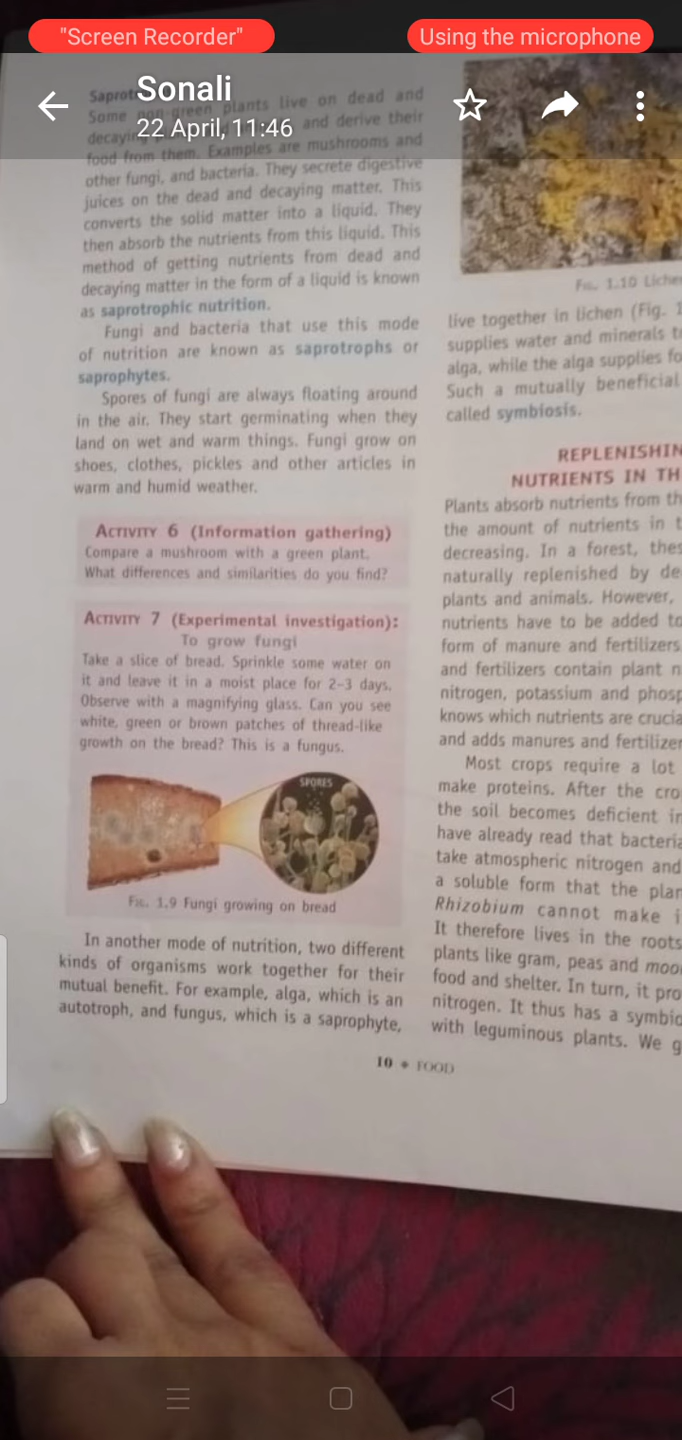 "Screen Recorder"
Using the microphone
Sonali
22 April, 11:46
Some non-green plants live on dead and
decaying and derive their
food from them. Examples are mushrooms and
other fungi, and bacteria. They secrete digestive
juices on the dead and decaying matter. This
converts the solid matter into a liquid. They
then absorb the nutrients from this liquid. This
method of getting nutrients from dead and
decaying matter in the form of a liquid is known
as saprotrophic nutrition.
Fungi and bacteria that use this mode
of nutrition are known as saprotrophs or
saprophytes.
Spores of fungi are always floating around
in the air. They start germinating when they
land on wet and warm things. Fungi grow on
shoes, clothes, pickles and other articles in
warm and humid weather.
ACTIVITY 6 (Information gathering)
Compare a mushroom with a green plant.
What differences and similarities do you find?
ACTIVITY 7 (Experimental investigation):
To grow fungi
Take a slice of bread. Sprinkle some water on
it and leave it in a moist place for 2-3 days.
Observe with a magnifying glass. Can you see
white, green or brown patches of thread-like
growth on the bread? This is a fungus.
SPORES
FIG. 1.9 Fungi growing on bread
In another mode of nutrition, two different
kinds of organisms work together for their
mutual benefit. For example, alga, which is an
autotroph, and fungus, which is a saprophyte,
FIG. 1.10 Liche
live together in lichen (Fig. 1
supplies water and minerals t
alga, while the alga supplies fo
Such a mutually beneficial
called symbiosis.
REPLENISHIN
NUTRIENTS IN TH
Plants absorb nutrients from th
the amount of nutrients in t
decreasing. In a forest, thes
naturally replenished by de
plants and animals. However,
nutrients have to be added to
form of manure and fertilizers
and fertilizers contain plant n
nitrogen, potassium and phosp
knows which nutrients are crucia
and adds manures and fertilizer
Most crops require a lot
make proteins. After the cro
the soil becomes deficient in
have already read that bacteria
take atmospheric nitrogen and
a soluble form that the plan
Rhizobium cannot make i
It therefore lives in the roots
plants like gram, peas and moo
food and shelter. In turn, it pro
nitrogen. It thus has a symbio
with leguminous plants. We g
10 ◆ FOOD